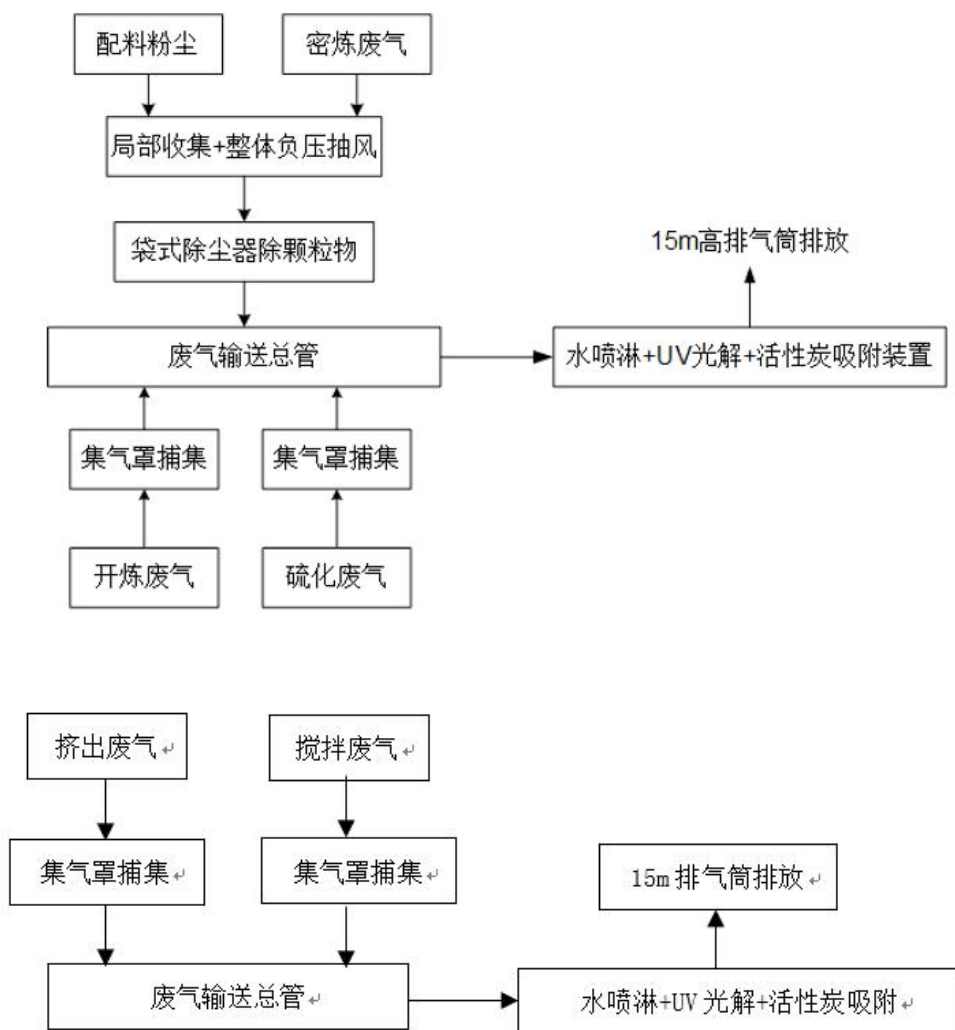 配料粉尘
密炼废气
局部收集+整体负压抽风
袋式除尘器除颗粒物
15m高排气筒排放
废气输送总管
水喷淋+UV光解+活性炭吸附装置
集气罩捕集
集气罩捕集
开炼废气
硫化废气
挤出废气
搅拌废气
集气罩捕集
集气罩捕集
15m 排气筒排放
废气输送总管
水喷淋+UV 光解+活性炭吸附